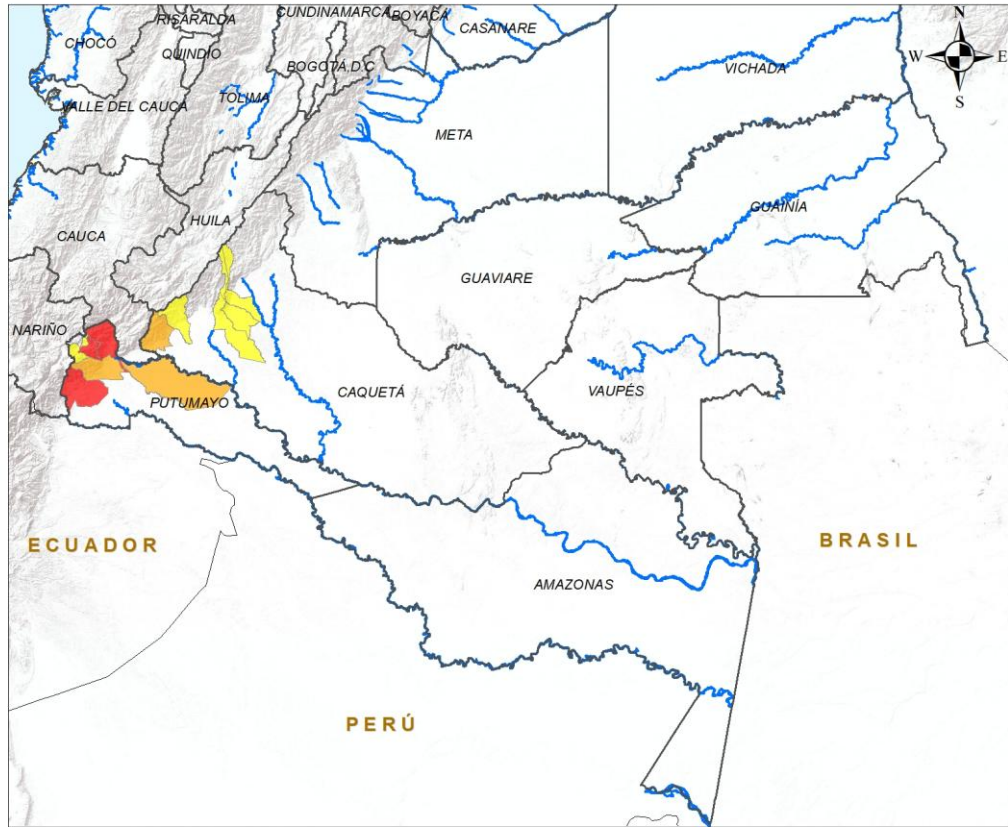 RISARALDA
CUNDINAMARCA
BOYACÁ
CASANARE
N
CHOCÓ
QUINDIO
BOGOTÁ D.C
W
E
VICHADA
S
VALLE DEL CAUCA
TOLIMA
META
HUILA
GUAINÍA
CAUCA
GUAVIARE
NARIÑO
CAQUETÁ
VAUPÉS
PUTUMAYO
ECUADOR
BRASIL
AMAZONAS
PERÚ